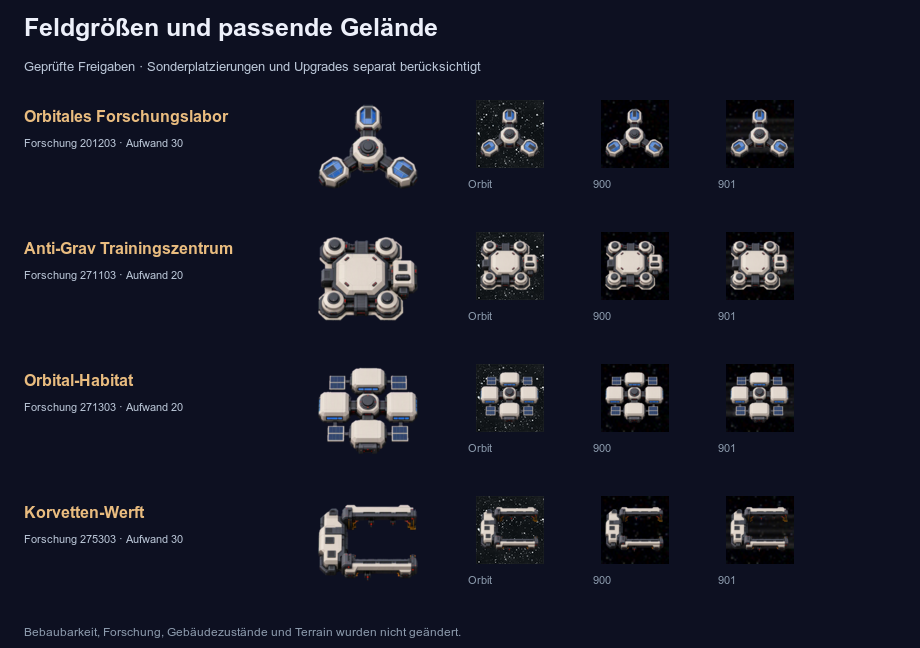 Feldgrößen und passende Gelände
Geprüfte Freigaben · Sonderplatzierungen und Upgrades separat berücksichtigt
Orbitales Forschungslabor
Forschung 201203 · Aufwand 30
Orbit 900 901
Anti-Grav Trainingszentrum
Forschung 271103 · Aufwand 20
Orbit 900 901
Orbital-Habitat
Forschung 271303 · Aufwand 20
Orbit 900 901
Korvetten-Werft
Forschung 275303 · Aufwand 30
Orbit 900 901
Bebaubarkeit, Forschung, Gebäudezustände und Terrain wurden nicht geändert.